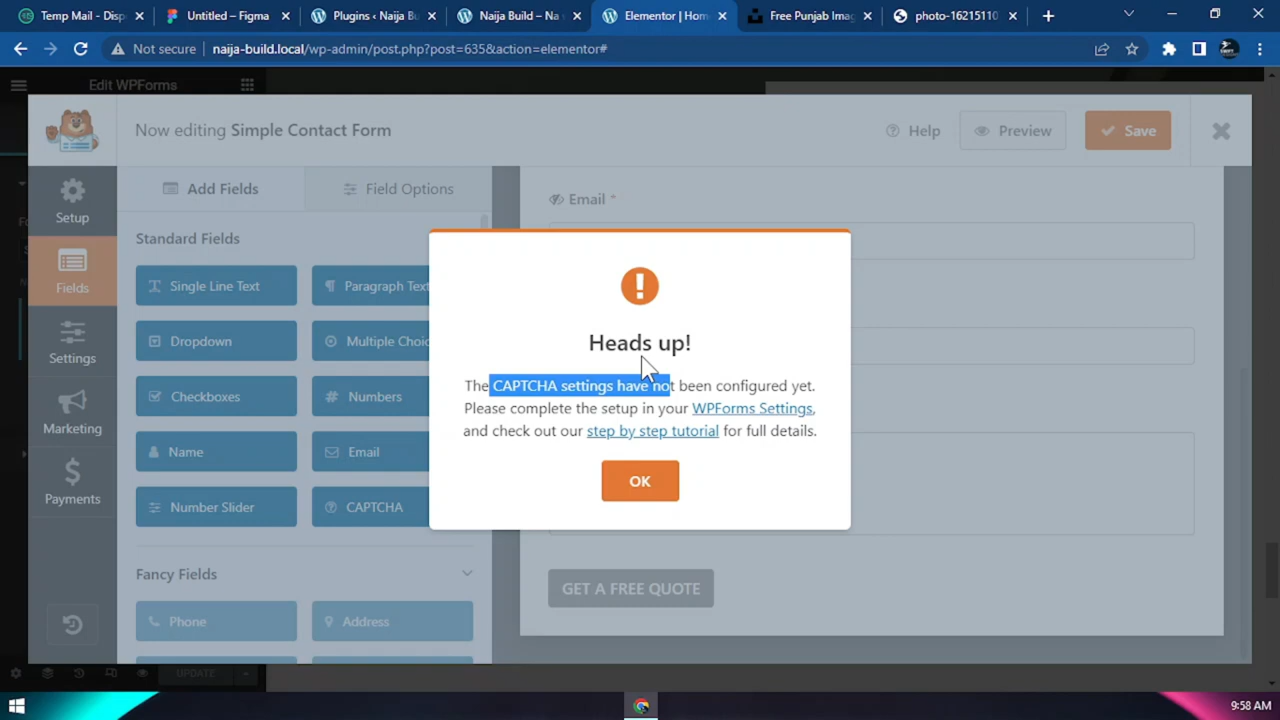 Temp Mail - Disp
Untitled – Figma
Plugins ‹ Naija Bu
Naija Build – Na
Elementor | Hom
Free Punjab Imag
photo-16215110
Not secure
naija-build.local/wp-admin/post.php?post=635&action=elementor#
Edit WPForms
Now editing Simple Contact Form
Help
Preview
Save
Setup
Fields
Settings
Marketing
Payments
Add Fields
Field Options
Standard Fields
Single Line Text
Paragraph Text
Dropdown
Multiple Choic
Checkboxes
Numbers
Name
Email
Number Slider
CAPTCHA
Fancy Fields
Phone
Address
Email *
Heads up!
The CAPTCHA settings have not been configured yet.
Please complete the setup in your WPForms Settings,
and check out our step by step tutorial for full details.
OK
GET A FREE QUOTE
UPDATE
9:58 AM